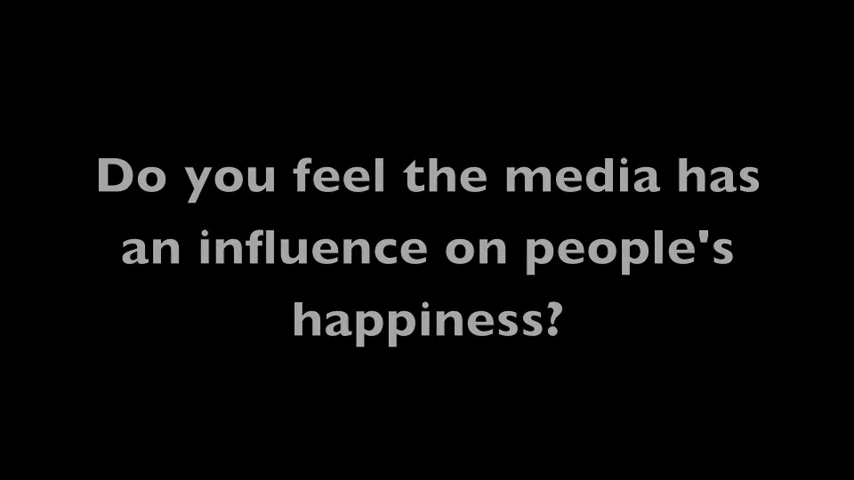 Do you feel the media has
an influence on people's
happiness?